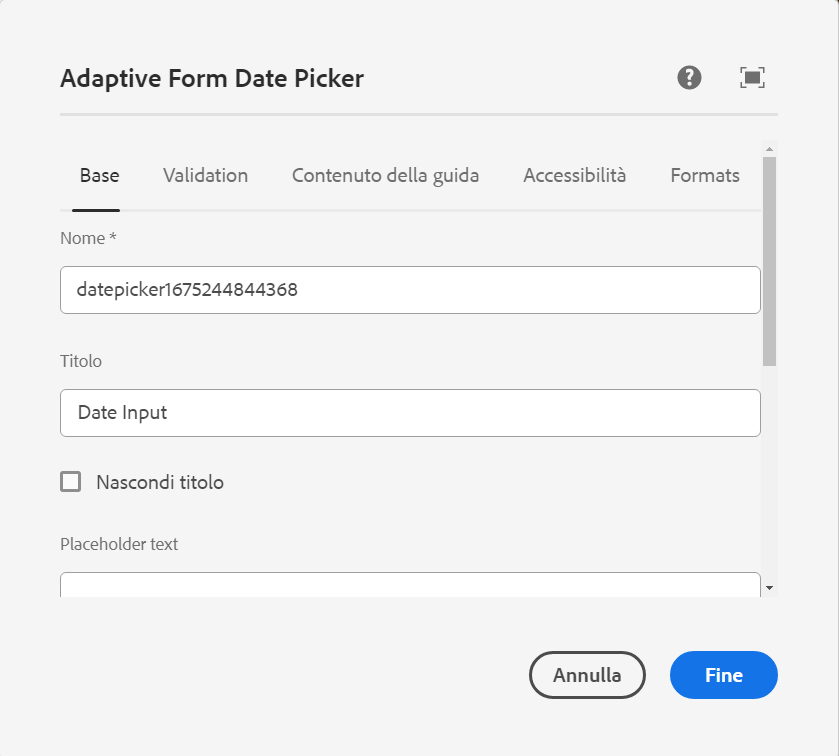 Adaptive Form Date Picker
Base Validation Contenuto della guida Accessibilità Formats
Nome *
datepicker1675244844368
Titolo
Date Input
Nascondi titolo
Placeholder text
Annulla Fine